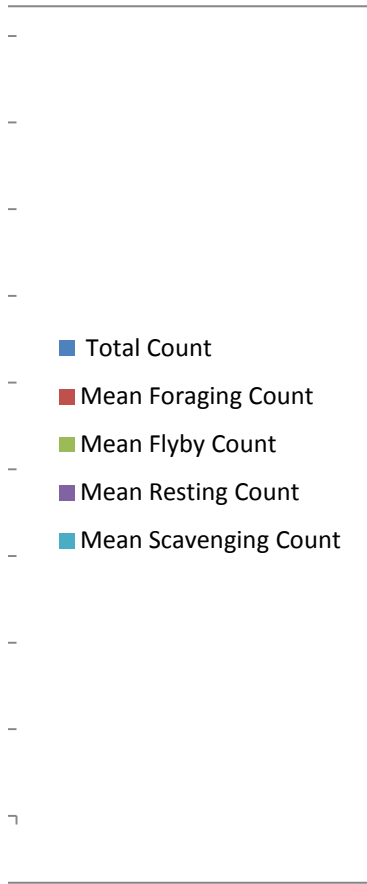 Total Count
Mean Foraging Count
Mean Flyby Count
Mean Resting Count
Mean Scavenging Count